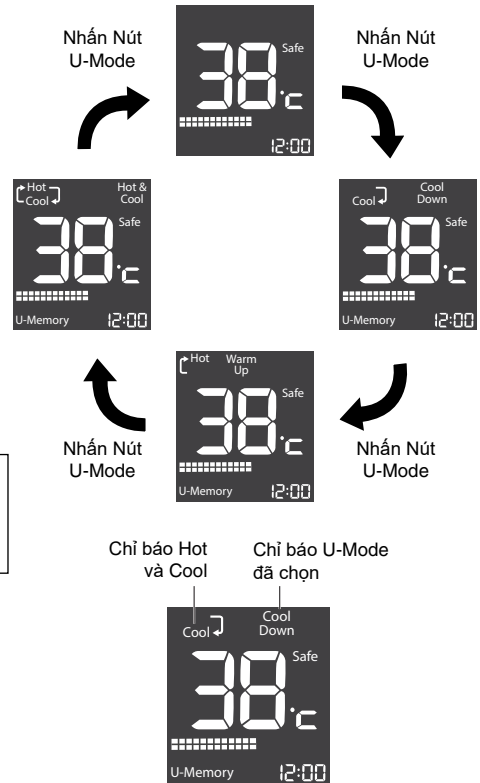 Nhấn Nút
U-Mode
38
Safe
°c
12:00
Nhấn Nút
U-Mode
Hot
Cool
Hot &
Cool
Safe
38
°c
U-Memory
12:00
Cool
Cool
Down
Safe
38
°c
U-Memory
12:00
Hot
Warm
Up
Safe
38
°c
U-Memory
12:00
Nhấn Nút
U-Mode
Nhấn Nút
U-Mode
Chỉ báo Hot
và Cool
Chỉ báo U-Mode
đã chọn
Cool
Cool
Down
Safe
38
°c
U-Memory
12:00